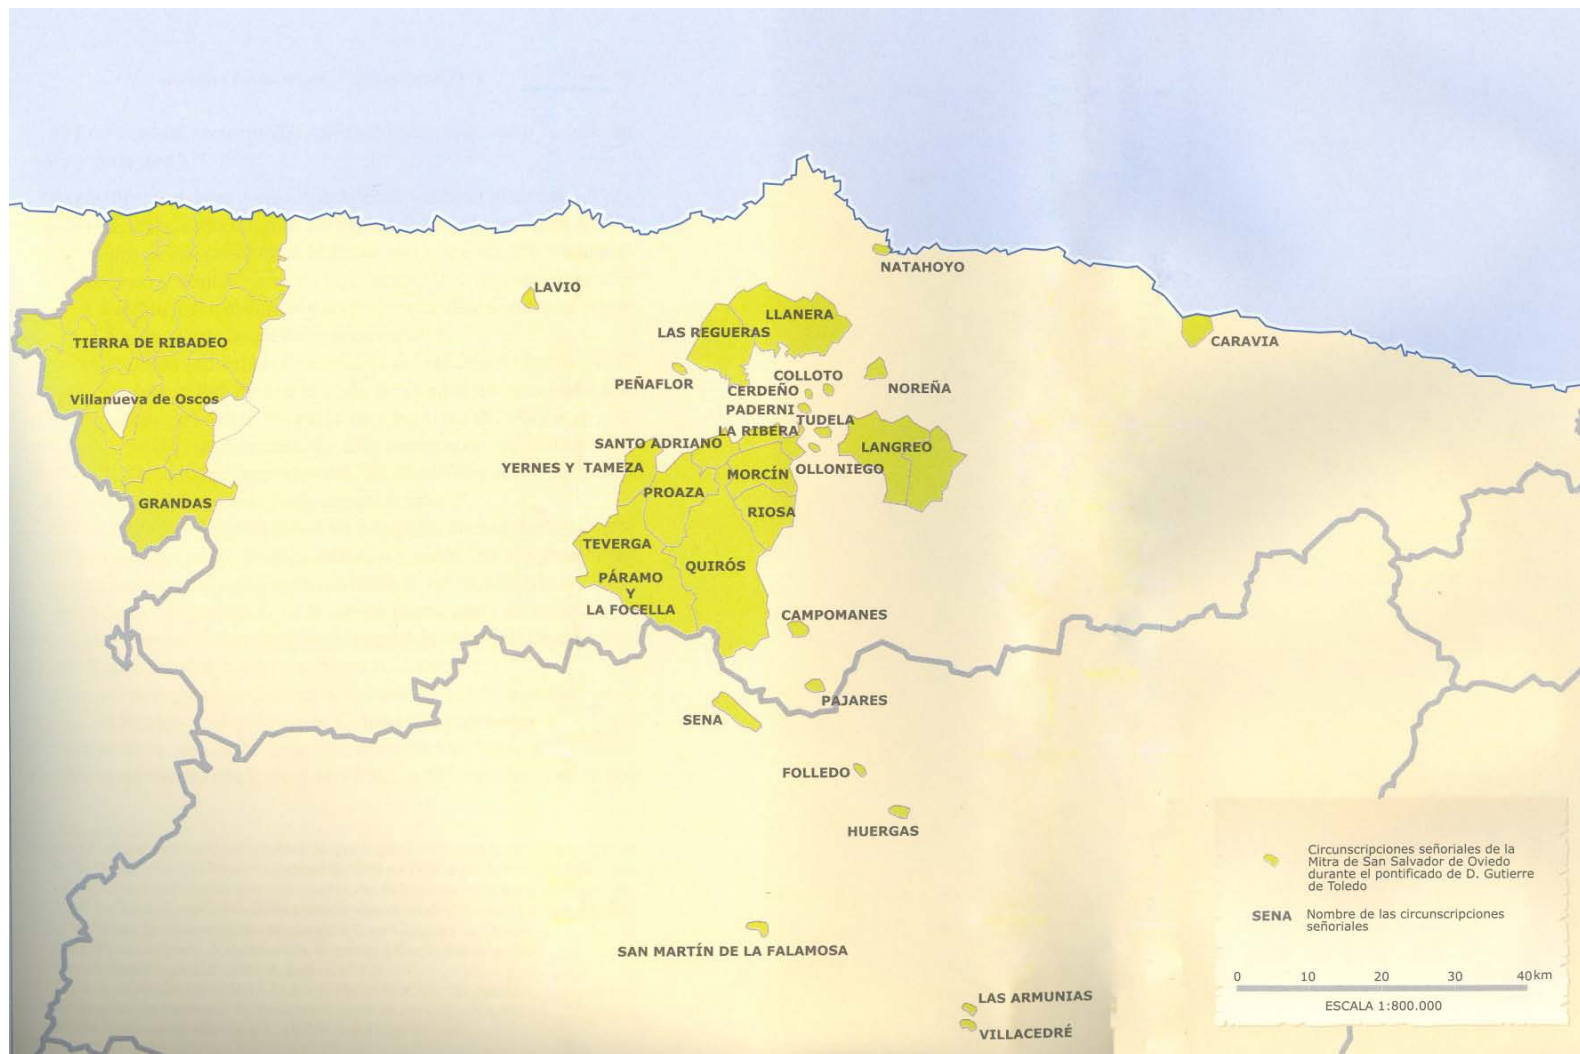 NATAHOYO
LAVIO
LLANERA
LAS REGUERAS
CARAVIA
TIERRA DE RIBADEO
PEÑAFLOR
COLLOTO
CERDEÑO
NOREÑA
Villanueva de Oscos
PADERNI
TUDELA
LA RIBERA
SANTO ADRIANO
LANGREO
YERNES Y TAMEZA
OLLONIEGO
MORCÍN
PROAZA
GRANDAS
RIOSA
TEVERGA
QUIRÓS
PÁRAMO
Y
LA FOCELLA
CAMPOMANES
PAJARES
SENA
FOLLEDO
HUERGAS
SAN MARTÍN DE LA FALAMOSA
LAS ARMUNIAS
VILLACEDRÉ
Circunscripciones señoriales de la
Mitra de San Salvador de Oviedo
durante el pontificado de D. Gutierre
de Toledo
SENA Nombre de las circunscripciones
señoriales
0 10 20 30 40 km
ESCALA 1:800.000